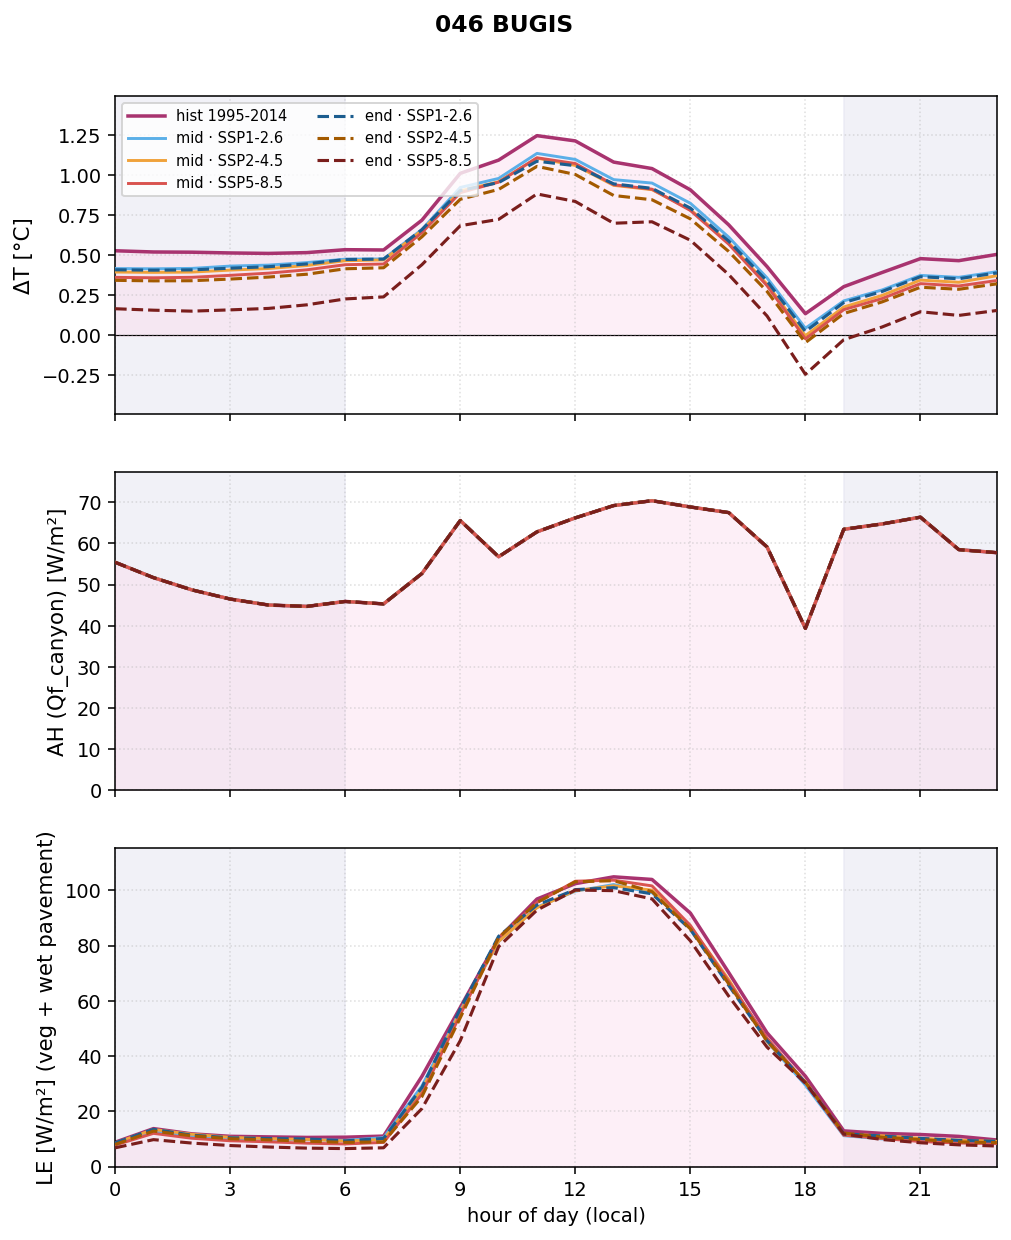 046 BUGIS
hist 1995-2014
mid · SSP1-2.6
mid · SSP2-4.5
mid · SSP5-8.5
end · SSP1-2.6
end · SSP2-4.5
end · SSP5-8.5
ΔT [°C]
1.25
1.00
0.75
0.50
0.25
0.00
−0.25
AH (Qf_canyon) [W/m²]
70
60
50
40
30
20
10
0
LE [W/m²] (veg + wet pavement)
100
80
60
40
20
0
0 3 6 9 12 15 18 21
hour of day (local)